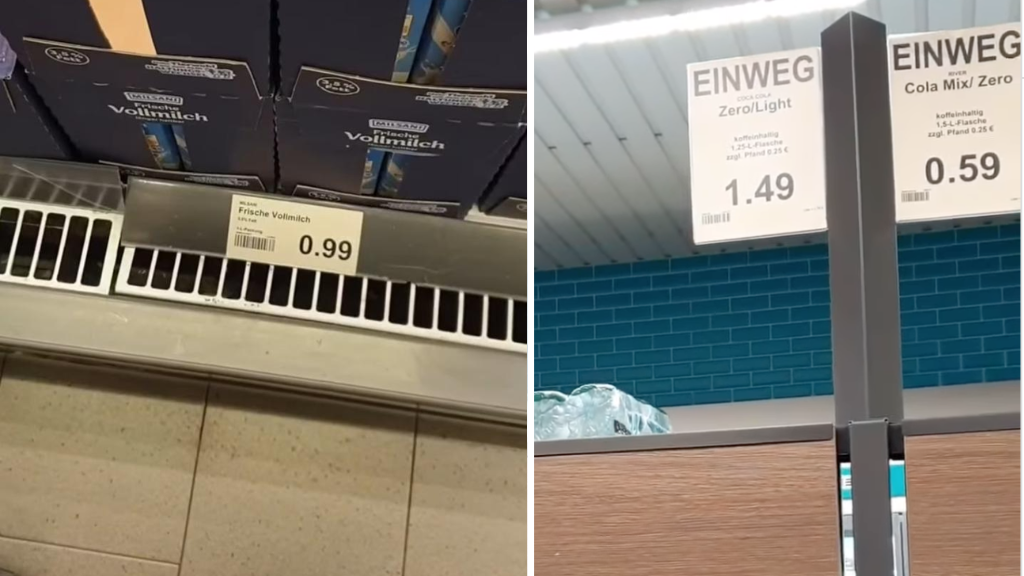 3,5% Fett
MILSANI
Frische
Vollmilch
3,5% Fett
MILSANI
Frische
Vollmilch
MILSANI
Frische Vollmilch
0.99
EINWEG
COCA COLA
Zero/Light
koffeinhaltig
1,25-L-Flasche
zzgl. Pfand 0.25 €
1.49
EINWEG
RIVER
Cola Mix/ Zero
koffeinhaltig
1,5-L-Flasche
zzgl. Pfand 0.25 €
0.59